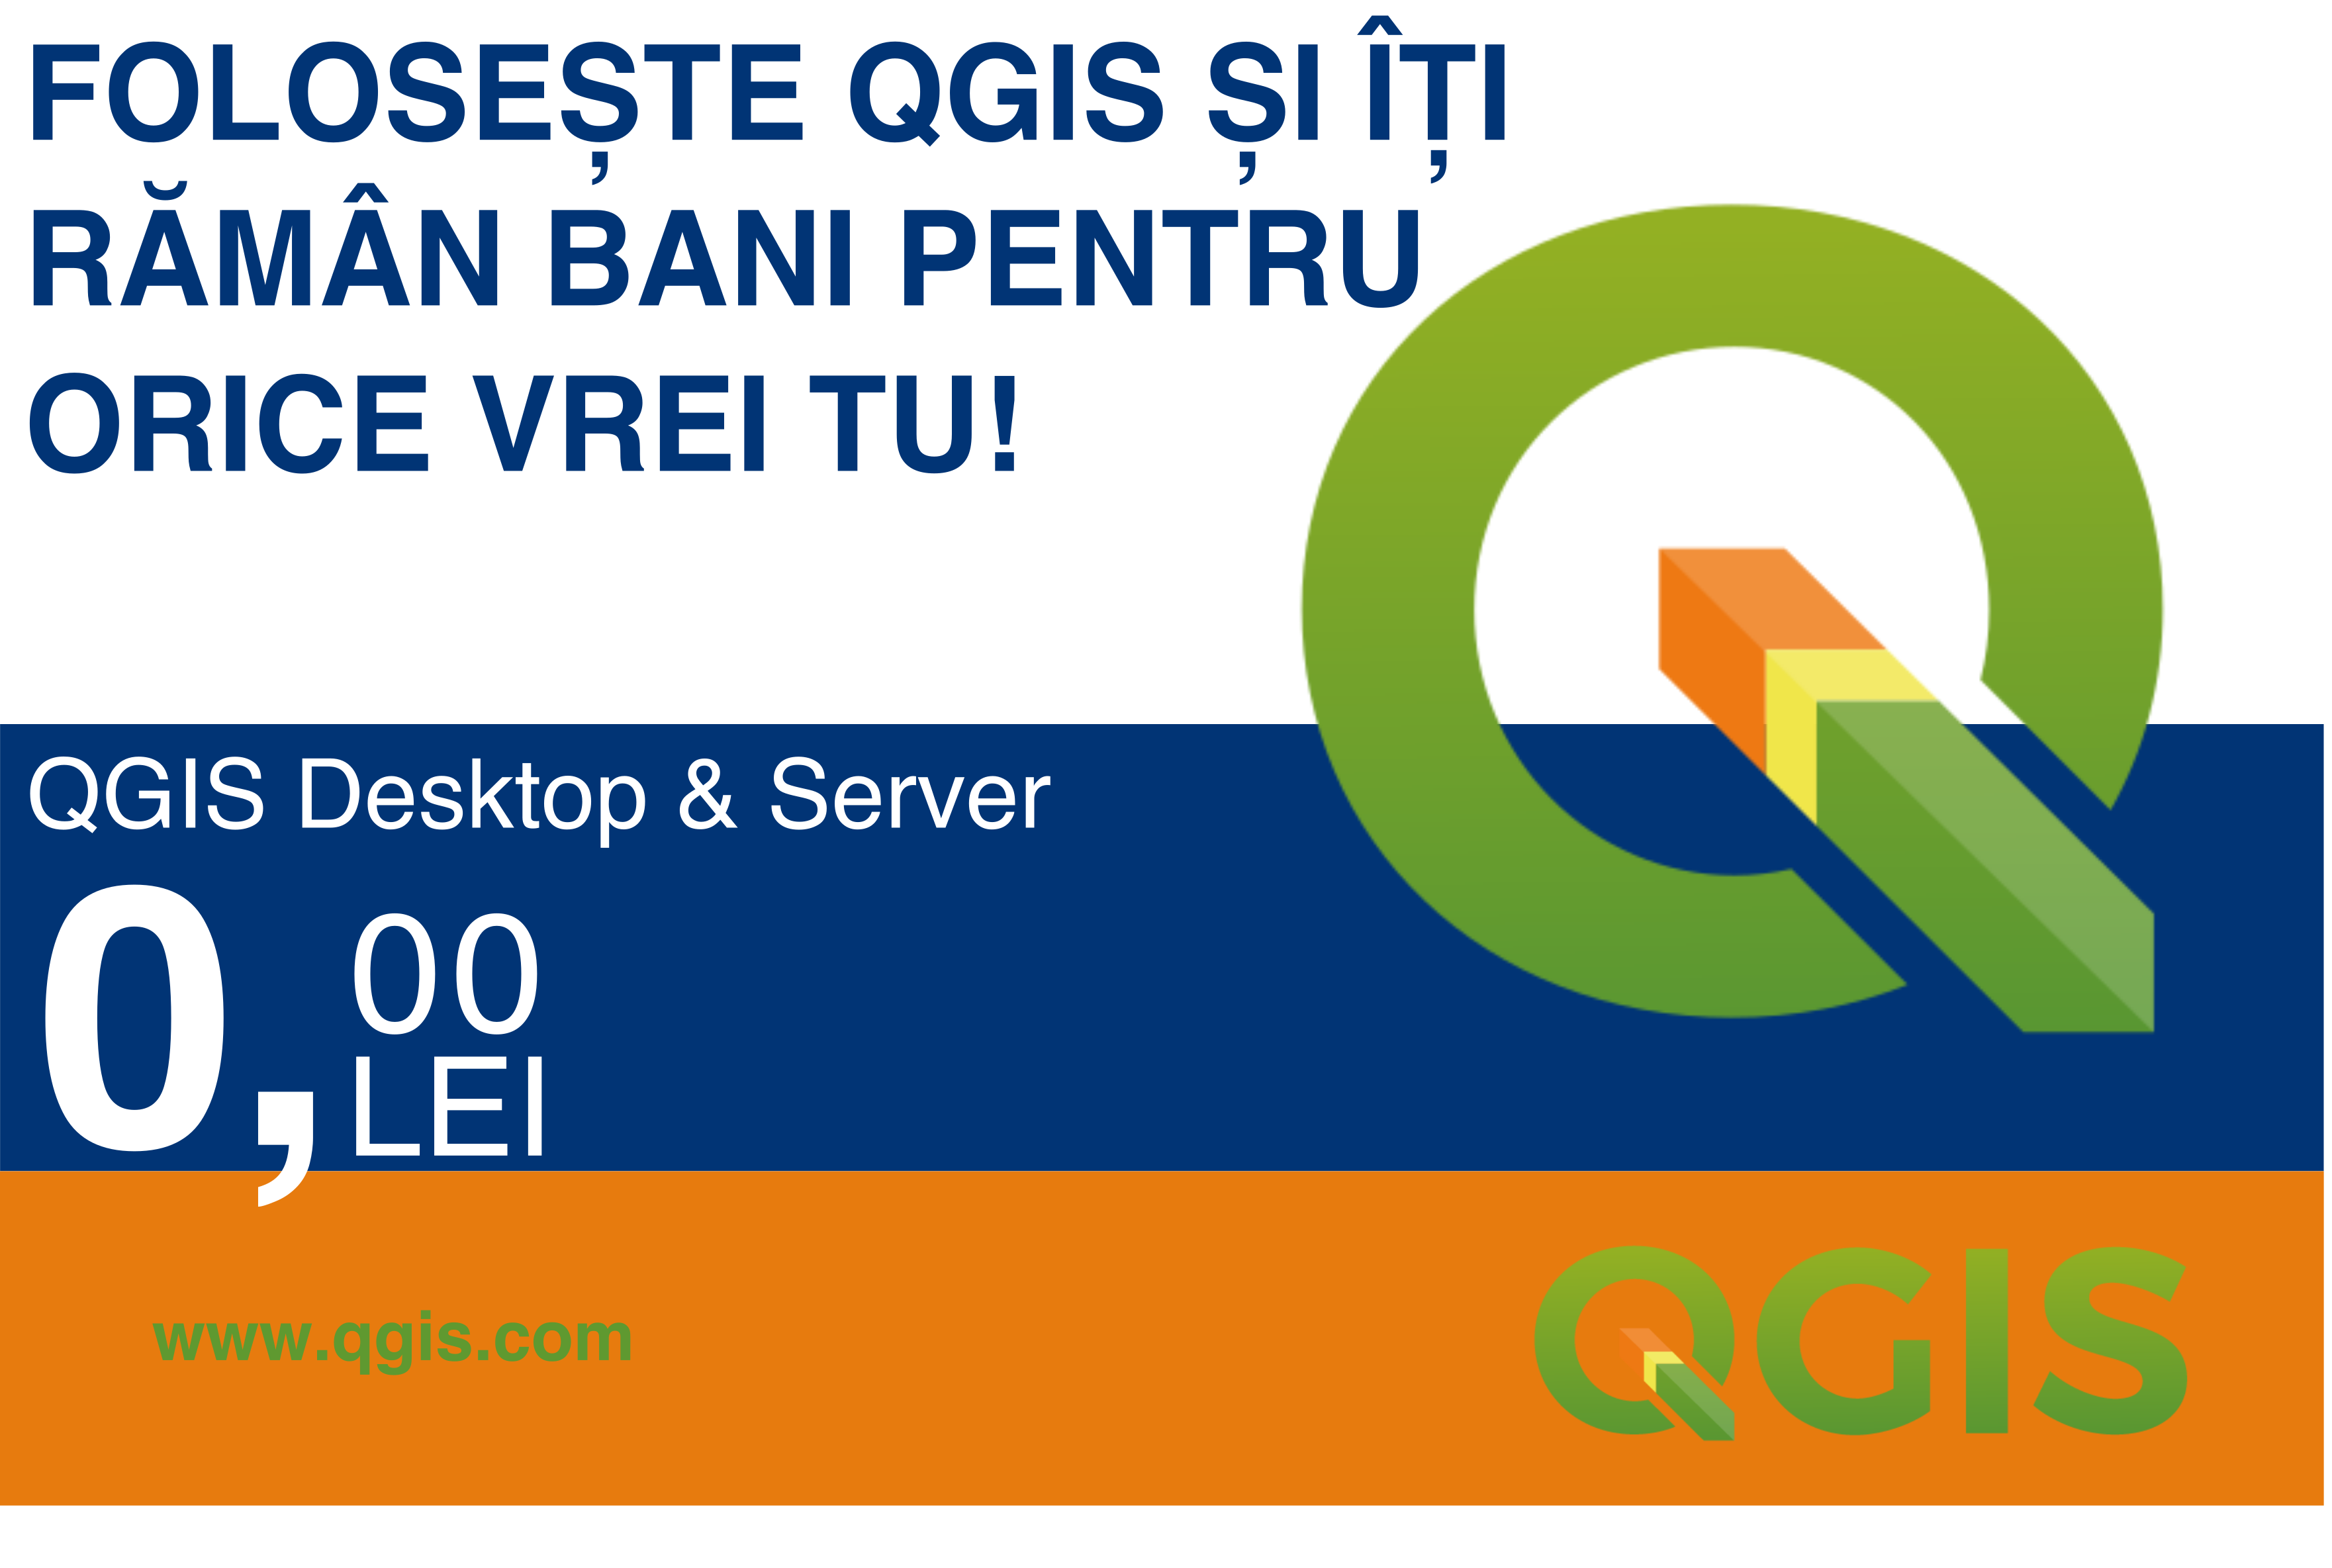 FOLOSEȘTE QGIS ȘI ÎȚI
RĂMÂN BANI PENTRU
ORICE VREI TU!
QGIS Desktop & Server
0,00
LEI
www.qgis.com
QGIS